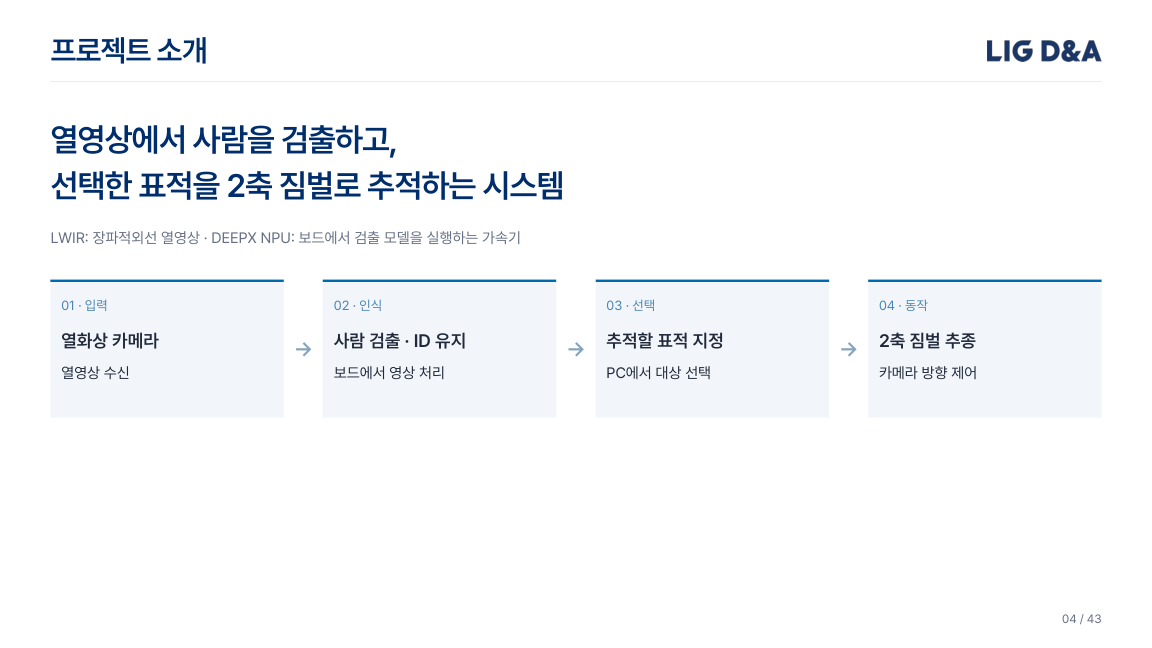 프로젝트 소개
LIG D&A
열영상에서 사람을 검출하고,
선택한 표적을 2축 짐벌로 추적하는 시스템
LWIR: 장파적외선 열영상 · DEEPX NPU: 보드에서 검출 모델을 실행하는 가속기
01 · 입력
열화상 카메라
열영상 수신
→
02 · 인식
사람 검출 · ID 유지
보드에서 영상 처리
→
03 · 선택
추적할 표적 지정
PC에서 대상 선택
→
04 · 동작
2축 짐벌 추종
카메라 방향 제어
04 / 43